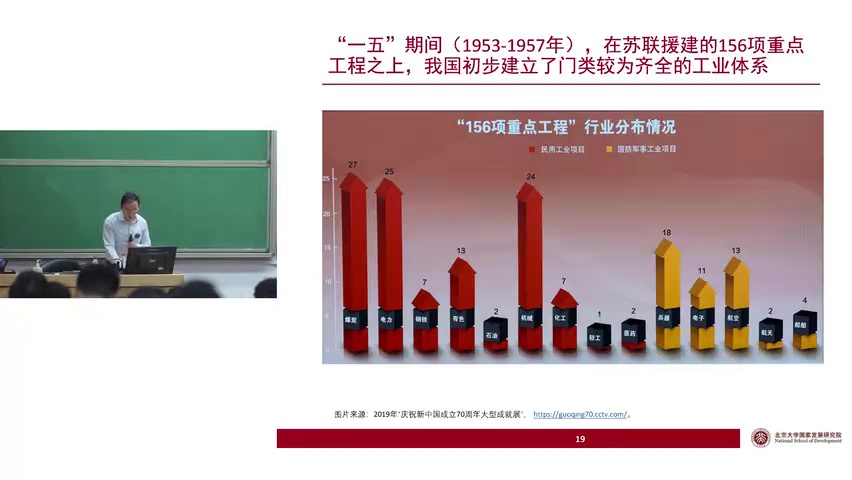 “一五”期间（1953-1957年），在苏联援建的156项重点
工程之上，我国初步建立了门类较为齐全的工业体系
“156项重点工程”行业分布情况
民用工业项目 国防军事工业项目
27 25 7 13 2 24 7 1 2 18 11 13 2 4
25
20
15
10
5
0
煤炭 电力 钢铁 有色 石油 机械 化工 轻工 医药 兵器 电子 航空 航天 船舶
图片来源：2019年“庆祝新中国成立70周年大型成就展”， https://guoqing70.cctv.com/。
19
北京大学国家发展研究院
National School of Development